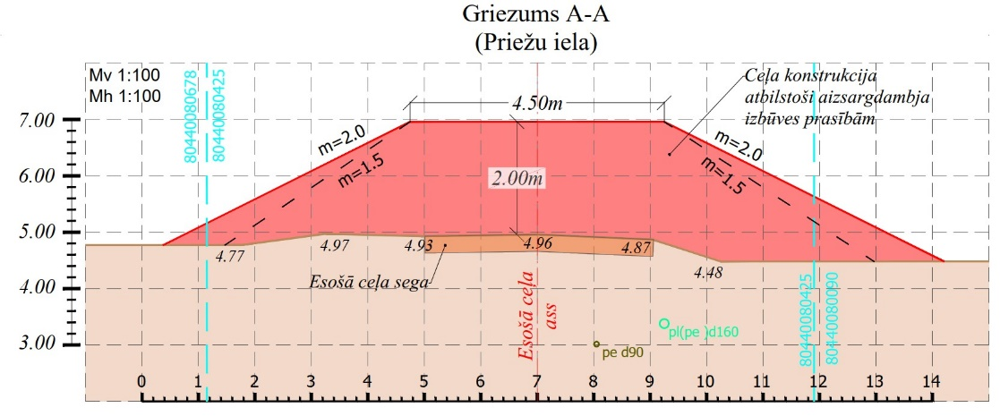 Griezums A-A
(Priežu iela)
Mv 1:100
Mh 1:100
80440080678
80440080425
4.50m
Ceļa konstrukcija
atbilstoši aizsargdambja
izbūves prasībām
7.00
6.00
5.00
4.00
3.00
m=2.0
m=1.5
2.00m
m=2.0
m=1.5
4.77
4.97
4.93
4.96
4.87
4.48
Esošā ceļa sega
Esošā ceļa
ass
pl(pe )d160
pe d90
80440080425
80440080090
0 1 2 3 4 5 6 7 8 9 10 11 12 13 14